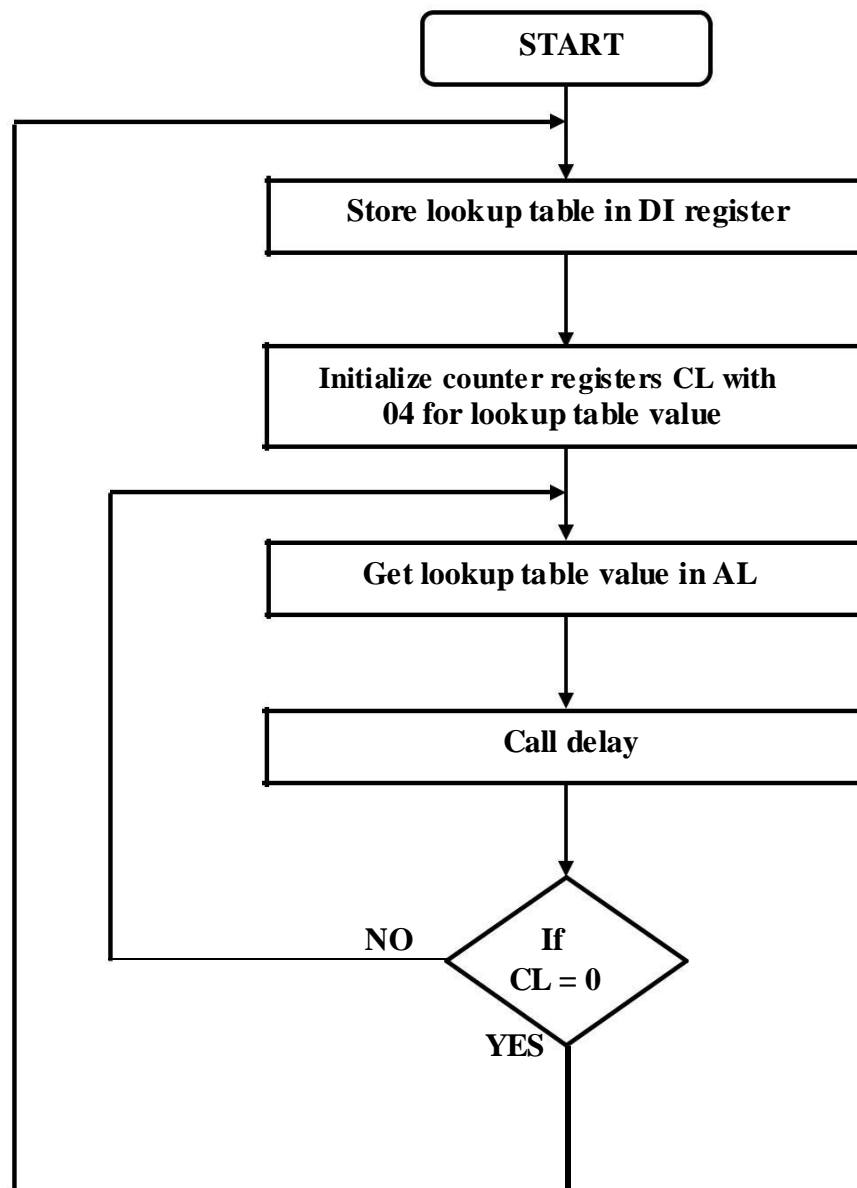 START
Store lookup table in DI register
Initialize counter registers CL with
04 for lookup table value
Get lookup table value in AL
Call delay
NO
If
CL = 0
YES